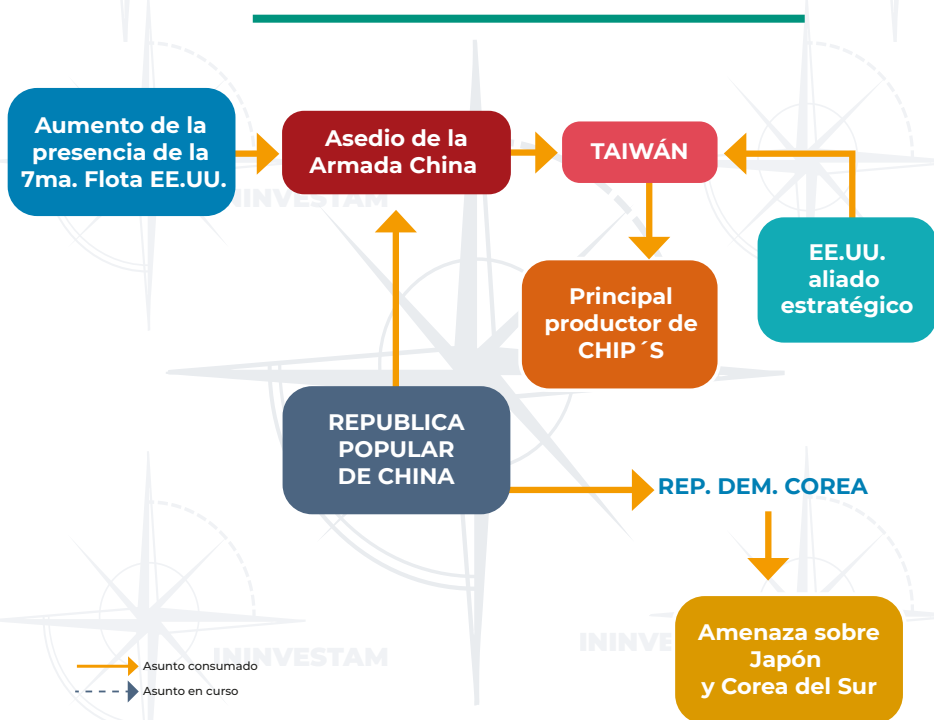 Aumento de la
presencia de la
7ma. Flota EE.UU.
Asedio de la
Armada China
TAIWÁN
EE.UU.
aliado
estratégico
Principal
productor de
CHIP ´S
REPUBLICA
POPULAR
DE CHINA
REP. DEM. COREA
Amenaza sobre
Japón
y Corea del Sur
Asunto consumado
Asunto en curso
ININVESTAM
ININVESTAM